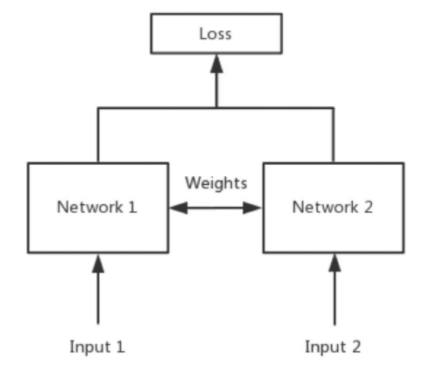 Loss
Weights
Network 1
Network 2
Input 1
Input 2